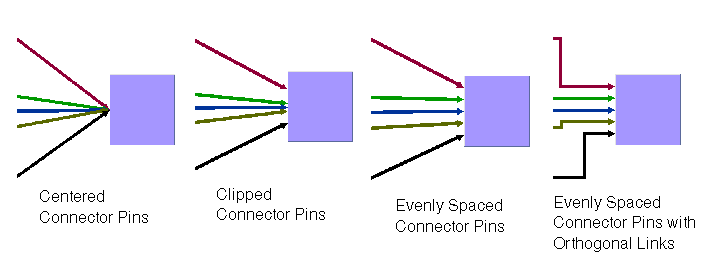 Centered
Connector Pins
Clipped
Connector Pins
Evenly Spaced
Connector Pins
Evenly Spaced
Connector Pins with
Orthogonal Links